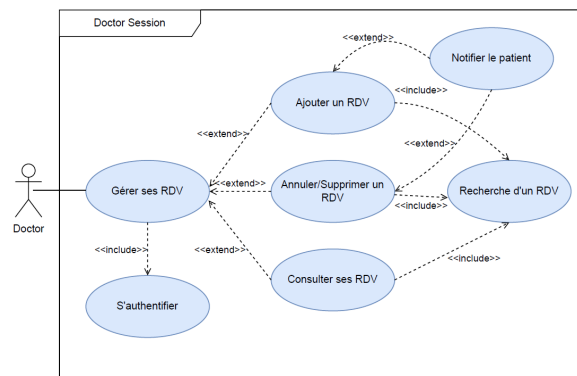 Doctor Session
<<extend>>
Notifier le patient
Ajouter un RDV
<<include>>
<<extend>>
<<extend>>
Gérer ses RDV
<<extend>>
Annuler/Supprimer un
RDV
<<include>>
Recherche d'un RDV
Doctor
<<include>>
<<extend>>
Consulter ses RDV
<<include>>
S'authentifier